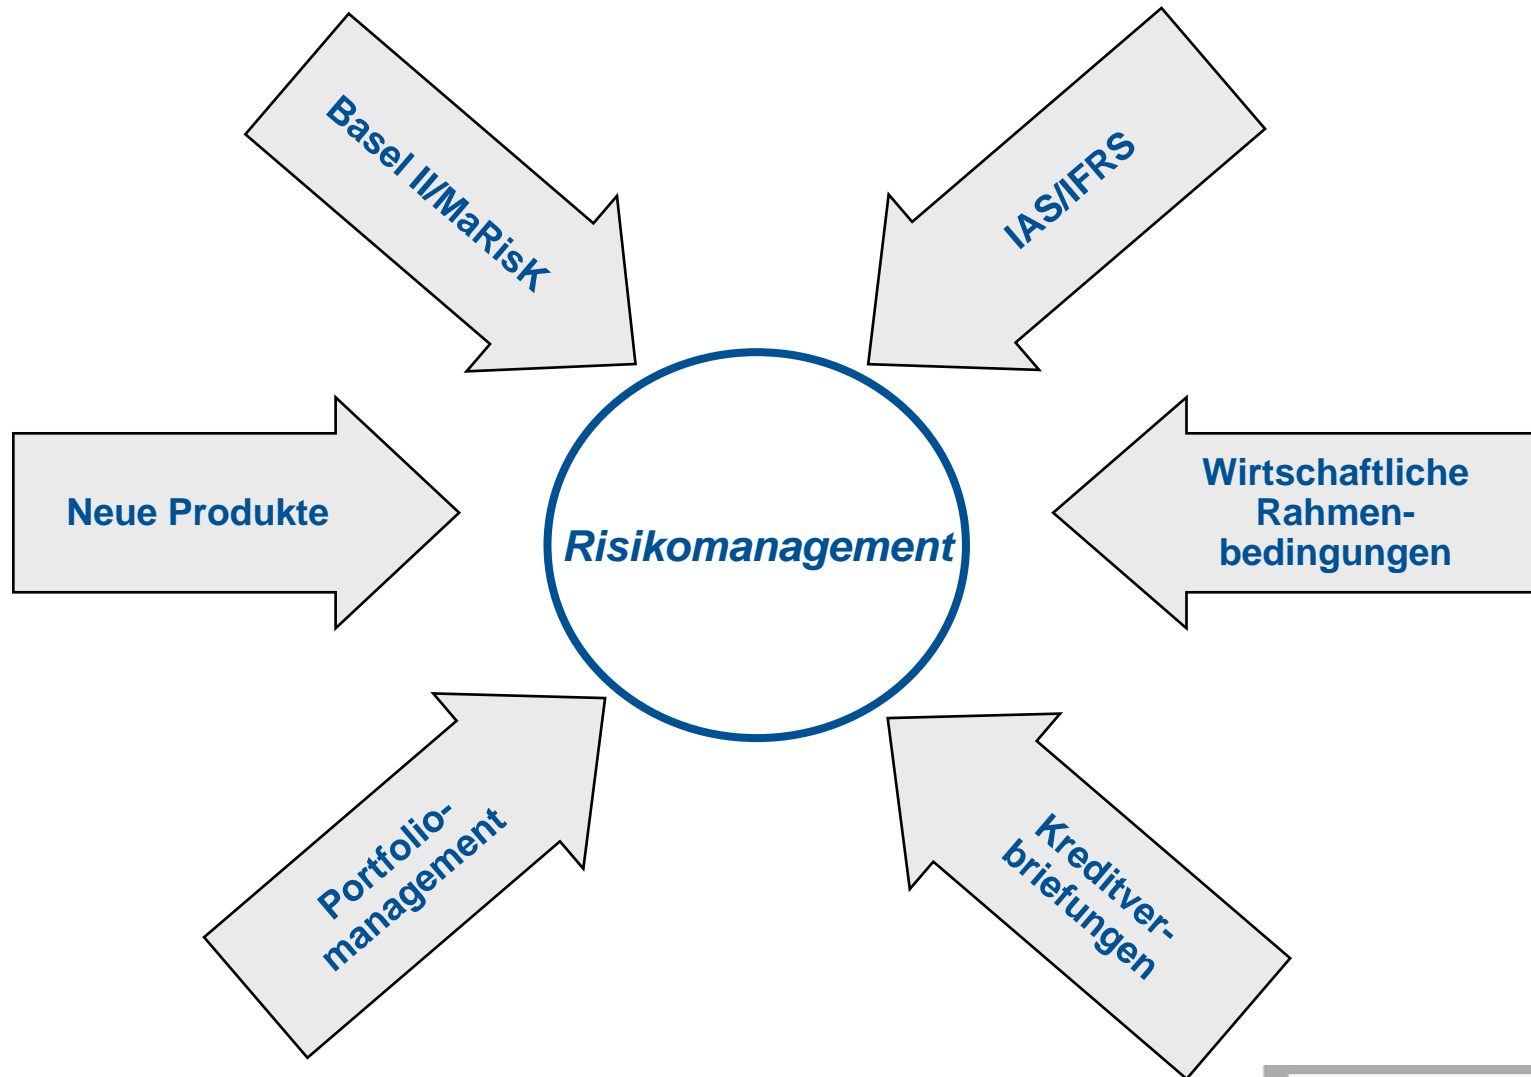 Basel II/MaRisK
IAS/IFRS
Neue Produkte
Risikomanagement
Wirtschaftliche
Rahmen-
bedingungen
Portfolio-
management
Kreditver-
briefungen